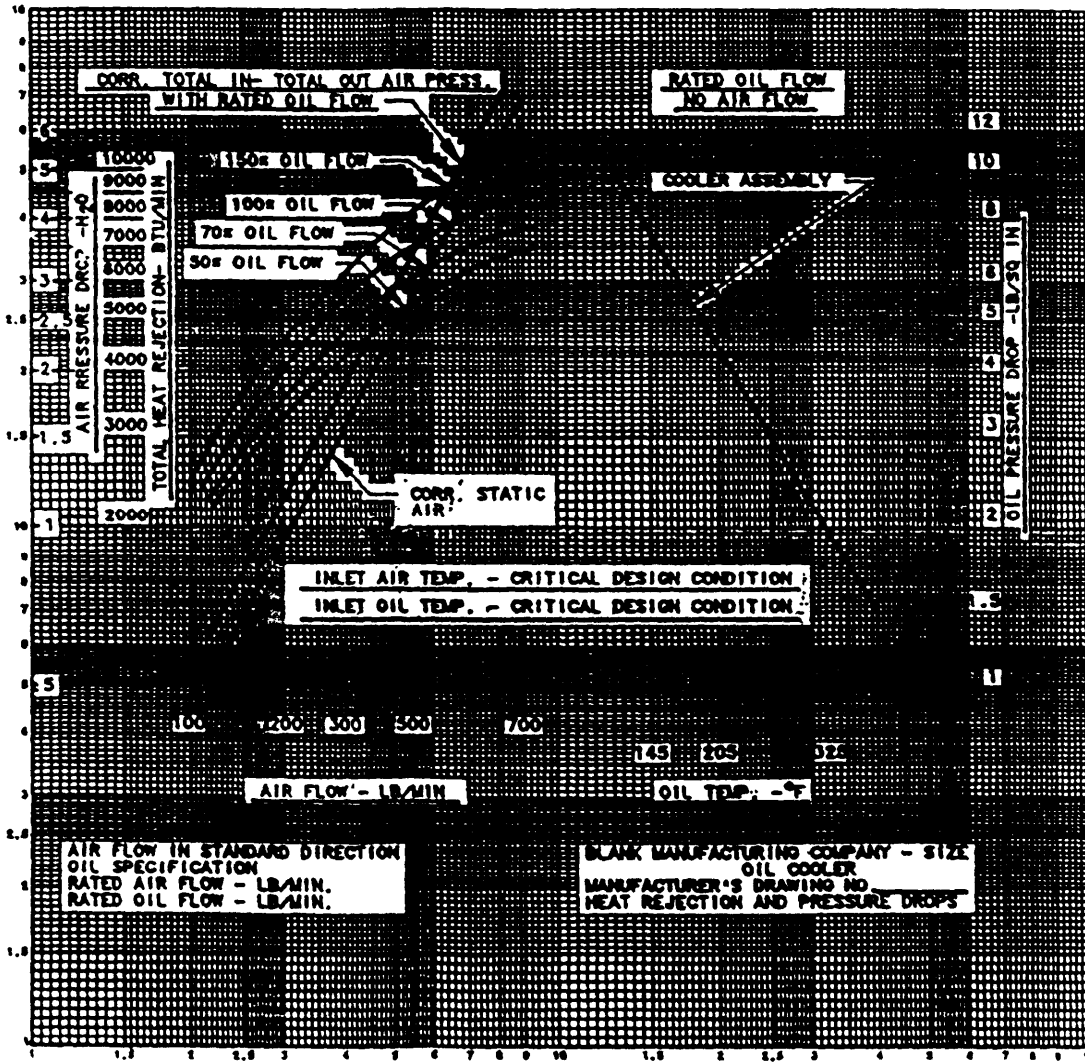 CORR. TOTAL IN- TOTAL OUT AIR PRESS.
WITH RATED OIL FLOW
RATED OIL FLOW
NO AIR FLOW
150% OIL FLOW
100% OIL FLOW
70% OIL FLOW
50% OIL FLOW
COOLER ASSEMBLY
AIR PRESSURE DROP -H2O
6
5
4
3
2.5
2
1.5
1
5
TOTAL HEAT REJECTION- BTU/MIN
10000
9000
8000
7000
6000
5000
4000
3000
2000
OIL PRESSURE DROP -LB/SQ IN
12
10
8
6
5
4
3
2
1.5
1
CORR. STATIC
AIR
INLET AIR TEMP. - CRITICAL DESIGN CONDITION
INLET OIL TEMP. - CRITICAL DESIGN CONDITION
100 200 300 500 700
145 205 325
AIR FLOW - LB/MIN
OIL TEMP. -°F
AIR FLOW IN STANDARD DIRECTION
OIL SPECIFICATION
RATED AIR FLOW - LB/MIN.
RATED OIL FLOW - LB/MIN.
BLANK MANUFACTURING COMPANY - SIZE
OIL COOLER
MANUFACTURER'S DRAWING NO
HEAT REJECTION AND PRESSURE DROPS